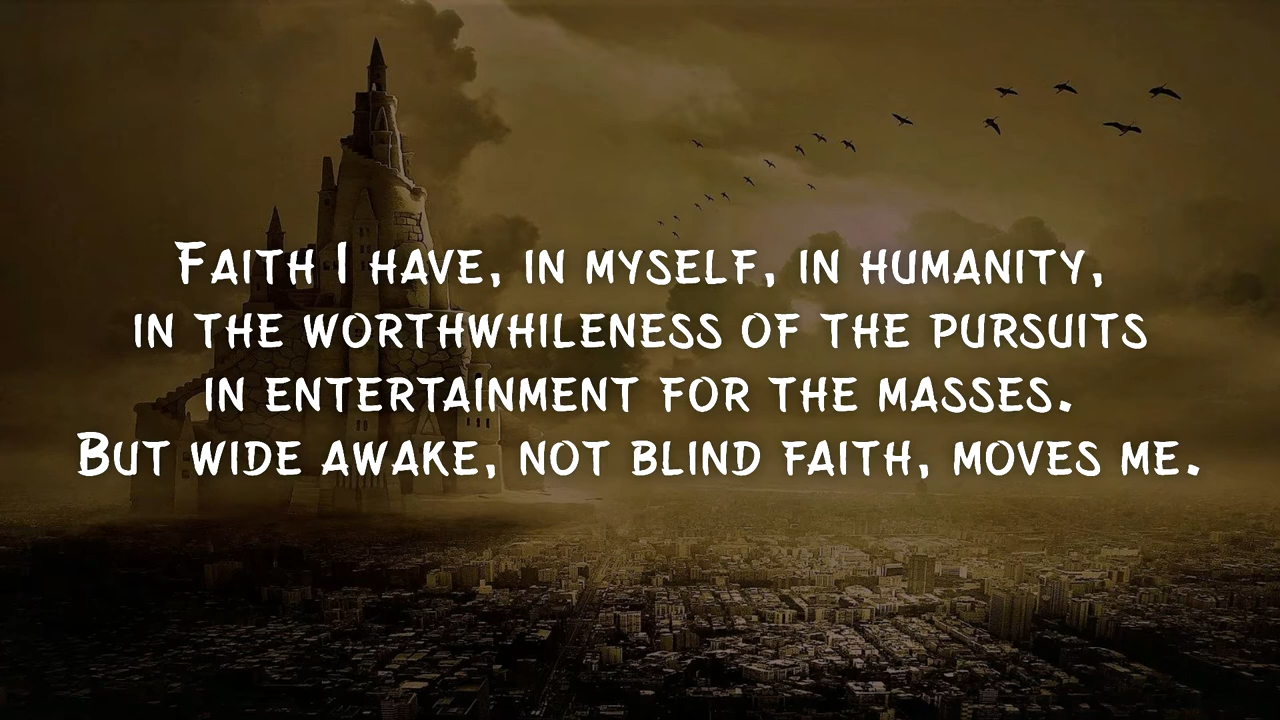 Faith I have, in myself, in humanity,
in the worthwhileness of the pursuits
in entertainment for the masses.
But wide awake, not blind faith, moves me.